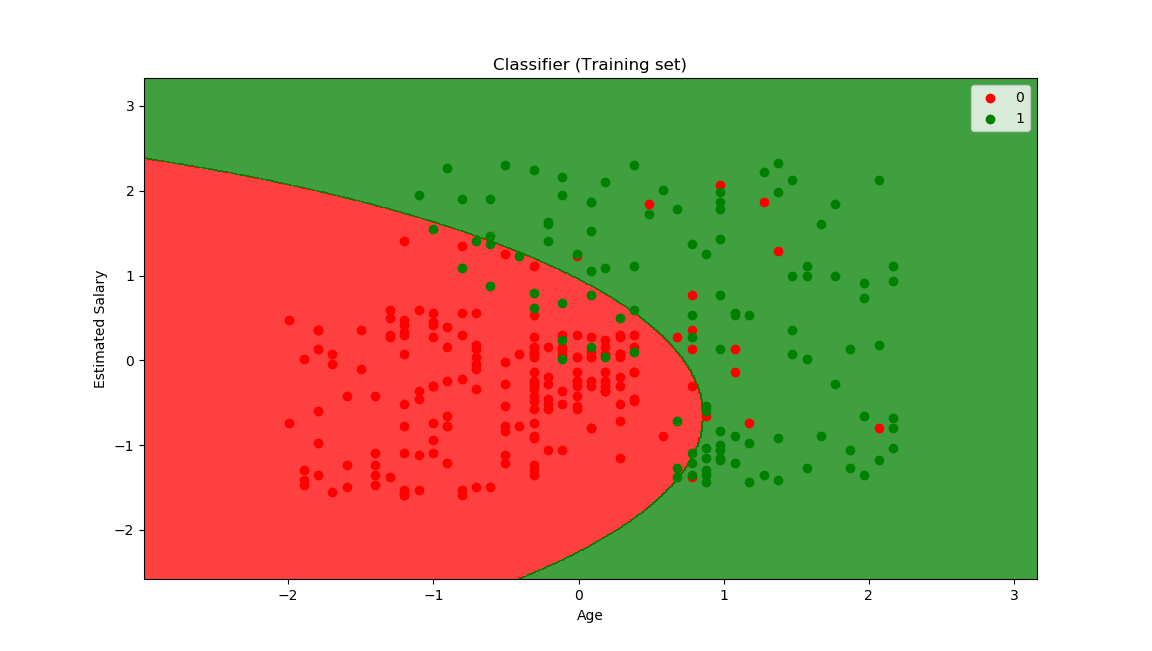 Classifier (Training set)
0
1
3
2
1
0
−1
−2
Estimated Salary
−2 −1 0 1 2 3
Age